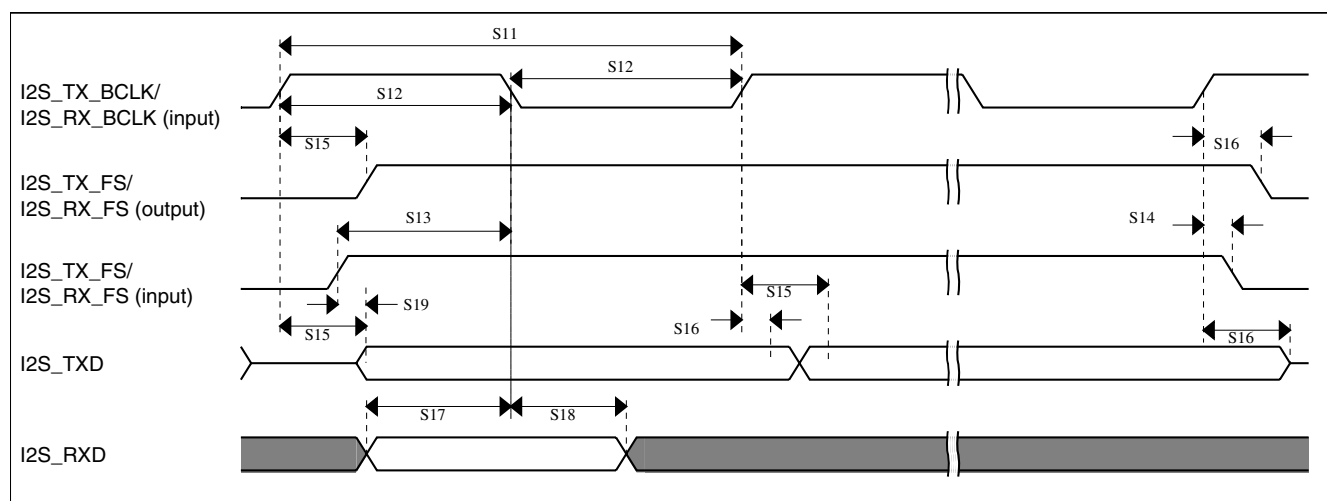 S11
S12
I2S_TX_BCLK/
I2S_RX_BCLK (input)
S12
S15
S16
I2S_TX_FS/
I2S_RX_FS (output)
S13
S14
I2S_TX_FS/
I2S_RX_FS (input)
S15
S19
S15
S16
S16
I2S_TXD
S17
S18
I2S_RXD